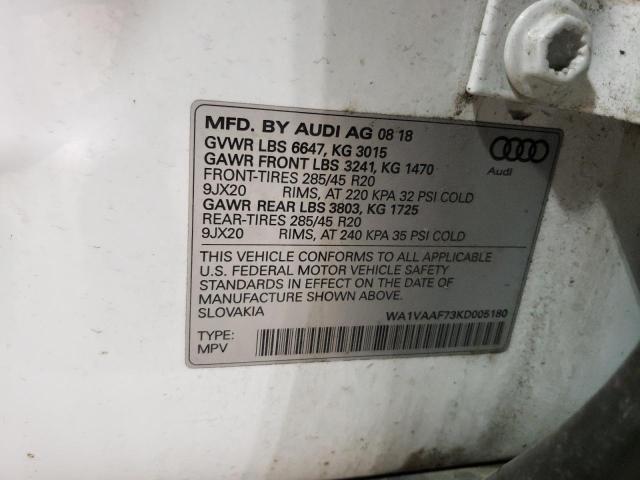 MFD. BY AUDI AG 08 18
GVWR LBS 6647, KG 3015
GAWR FRONT LBS 3241, KG 1470
FRONT-TIRES 285/45 R20
9JX20 RIMS, AT 220 KPA 32 PSI COLD
GAWR REAR LBS 3803, KG 1725
REAR-TIRES 285/45 R20
9JX20 RIMS, AT 240 KPA 35 PSI COLD
Audi
THIS VEHICLE CONFORMS TO ALL APPLICABLE
U.S. FEDERAL MOTOR VEHICLE SAFETY
STANDARDS IN EFFECT ON THE DATE OF
MANUFACTURE SHOWN ABOVE.
SLOVAKIA
WA1VAAF73KD005180
TYPE:
MPV